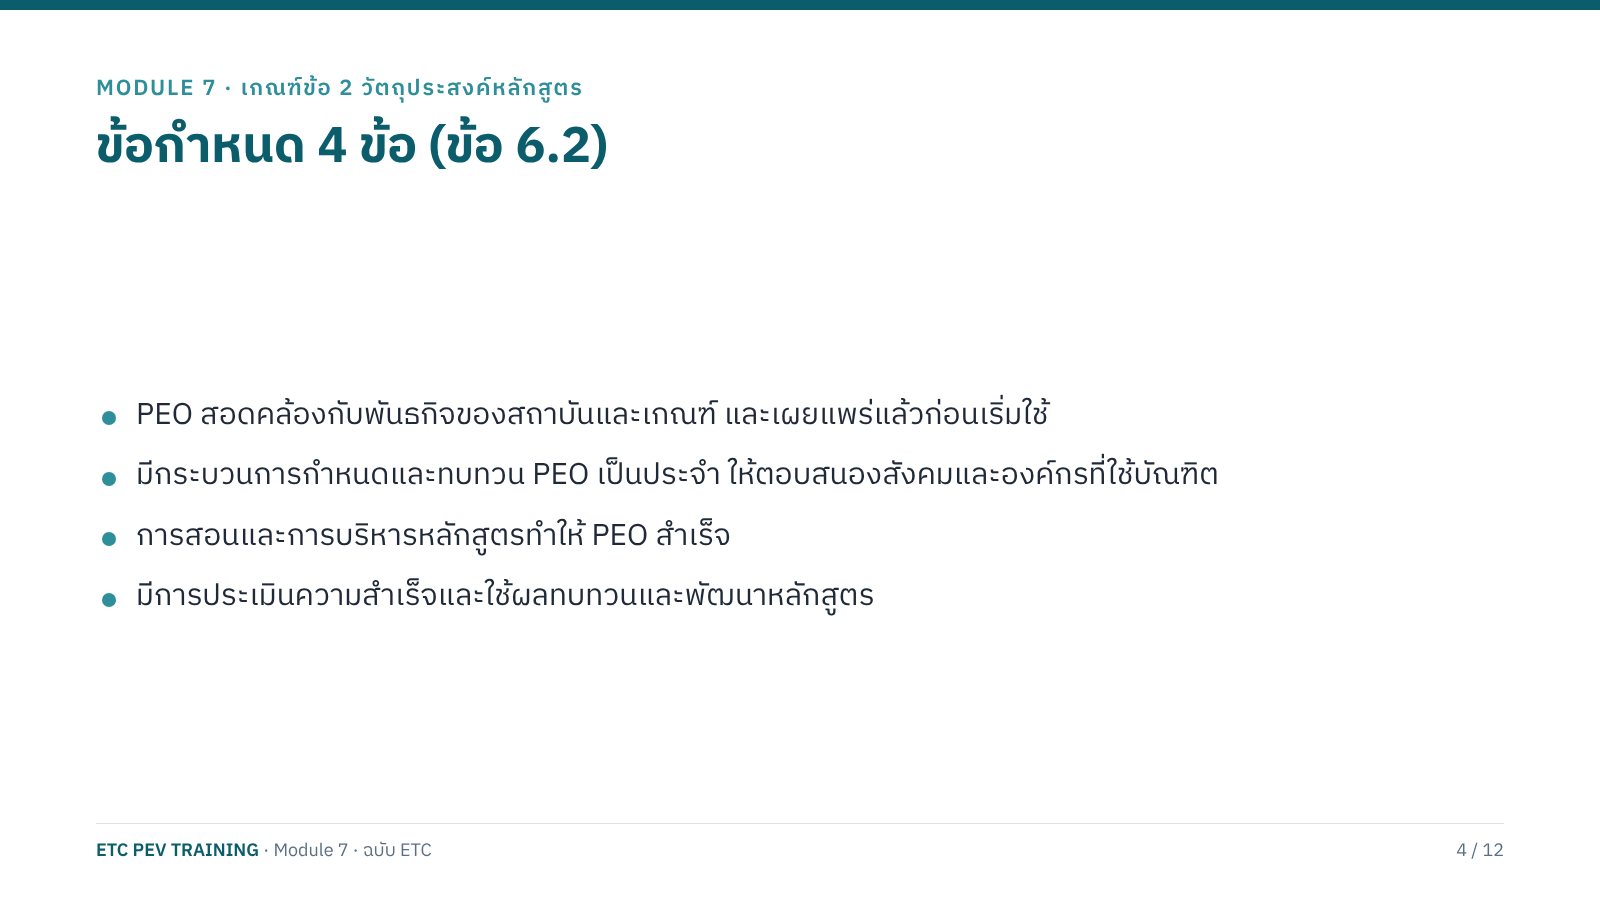 MODULE 7 · เกณฑ์ข้อ 2 วัตถุประสงค์หลักสูตร
ข้อกำหนด 4 ข้อ (ข้อ 6.2)
● PEO สอดคล้องกับพันธกิจของสถาบันและเกณฑ์ และเผยแพร่แล้วก่อนเริ่มใช้
● มีกระบวนการกำหนดและทบทวน PEO เป็นประจำ ให้ตอบสนองสังคมและองค์กรที่ใช้บัณฑิต
● การสอนและการบริหารหลักสูตรทำให้ PEO สำเร็จ
● มีการประเมินความสำเร็จและใช้ผลทบทวนและพัฒนาหลักสูตร
ETC PEV TRAINING · Module 7 · ฉบับ ETC
4 / 12